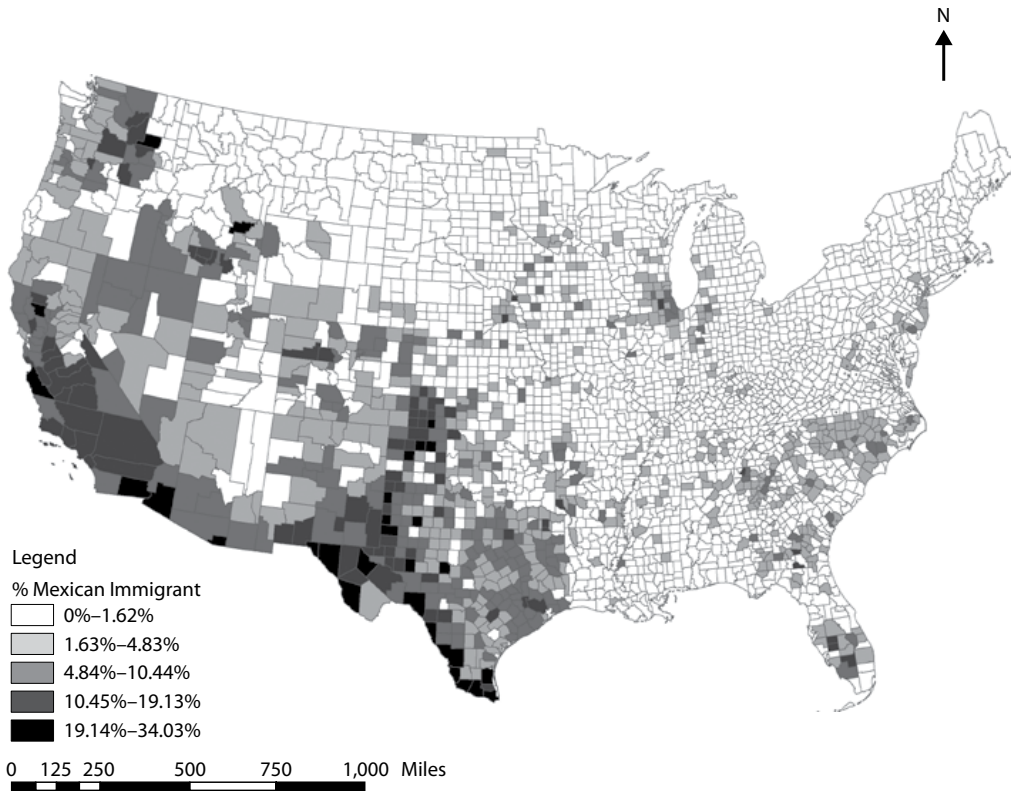 N
Legend
% Mexican Immigrant
0%–1.62%
1.63%–4.83%
4.84%–10.44%
10.45%–19.13%
19.14%–34.03%
0 125 250 500 750 1,000 Miles